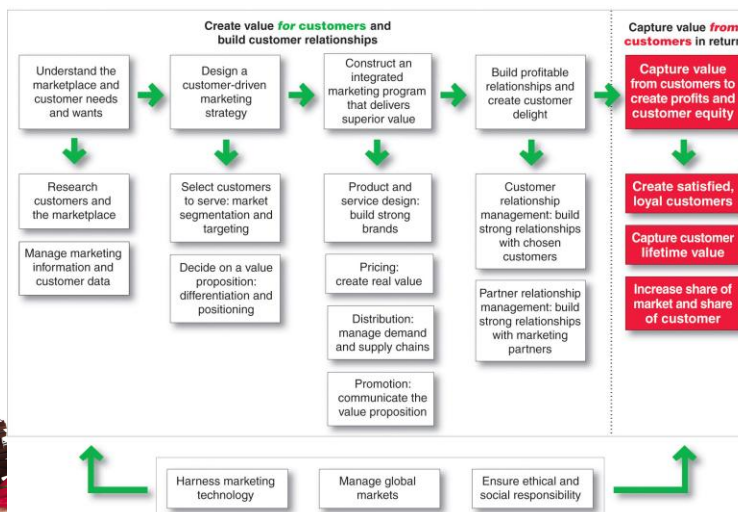 Create value for customers and
build customer relationships
Capture value from
customers in return
Understand the
marketplace and
customer needs
and wants
Design a
customer-driven
marketing
strategy
Construct an
integrated
marketing program
that delivers
superior value
Build profitable
relationships and
create customer
delight
Capture value
from customers to
create profits and
customer equity
Research
customers and
the marketplace
Manage marketing
information and
customer data
Select customers
to serve: market
segmentation and
targeting
Decide on a value
proposition:
differentiation and
positioning
Product and
service design:
build strong
brands
Pricing:
create real value
Distribution:
manage demand
and supply chains
Promotion:
communicate the
value proposition
Customer
relationship
management: build
strong relationships
with chosen
customers
Partner relationship
management: build
strong relationships
with marketing
partners
Create satisfied,
loyal customers
Capture customer
lifetime value
Increase share of
market and share
of customer
Harness marketing
technology
Manage global
markets
Ensure ethical and
social responsibility